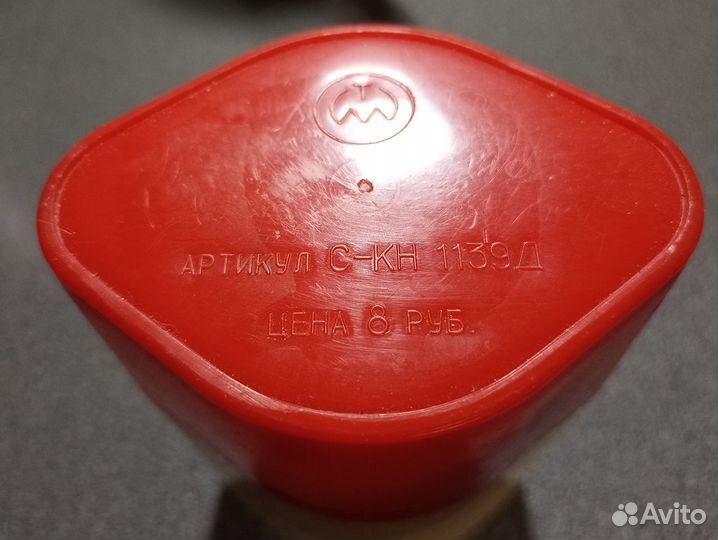 АРТИКУЛ С-КН 1139Д
ЦЕНА 8 РУБ.
Avito